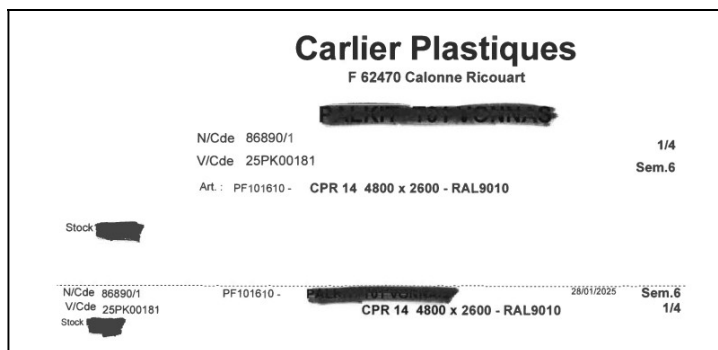 Carlier Plastiques
F 62470 Calonne Ricouart
N/Cde 86890/1
1/4
V/Cde 25PK00181
Sem.6
Art. : PF101610 - CPR 14 4800 x 2600 - RAL9010
Stock
N/Cde 86890/1 PF101610 - 28/01/2025 Sem.6
V/Cde 25PK00181 CPR 14 4800 x 2600 - RAL9010 1/4
Stock